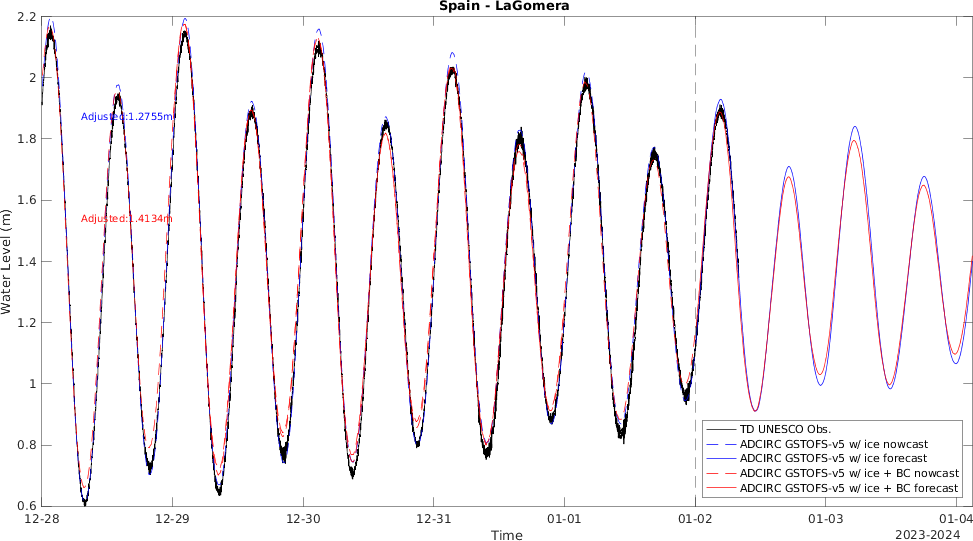 Spain - LaGomera
2.2
2
1.8
1.6
1.4
1.2
1
0.8
0.6
Water Level (m)
Adjusted:1.2755m
Adjusted:1.4134m
TD UNESCO Obs.
ADCIRC GSTOFS-v5 w/ ice nowcast
ADCIRC GSTOFS-v5 w/ ice forecast
ADCIRC GSTOFS-v5 w/ ice + BC nowcast
ADCIRC GSTOFS-v5 w/ ice + BC forecast
12-28 12-29 12-30 12-31 01-01 01-02 01-03 01-04
Time
2023-2024